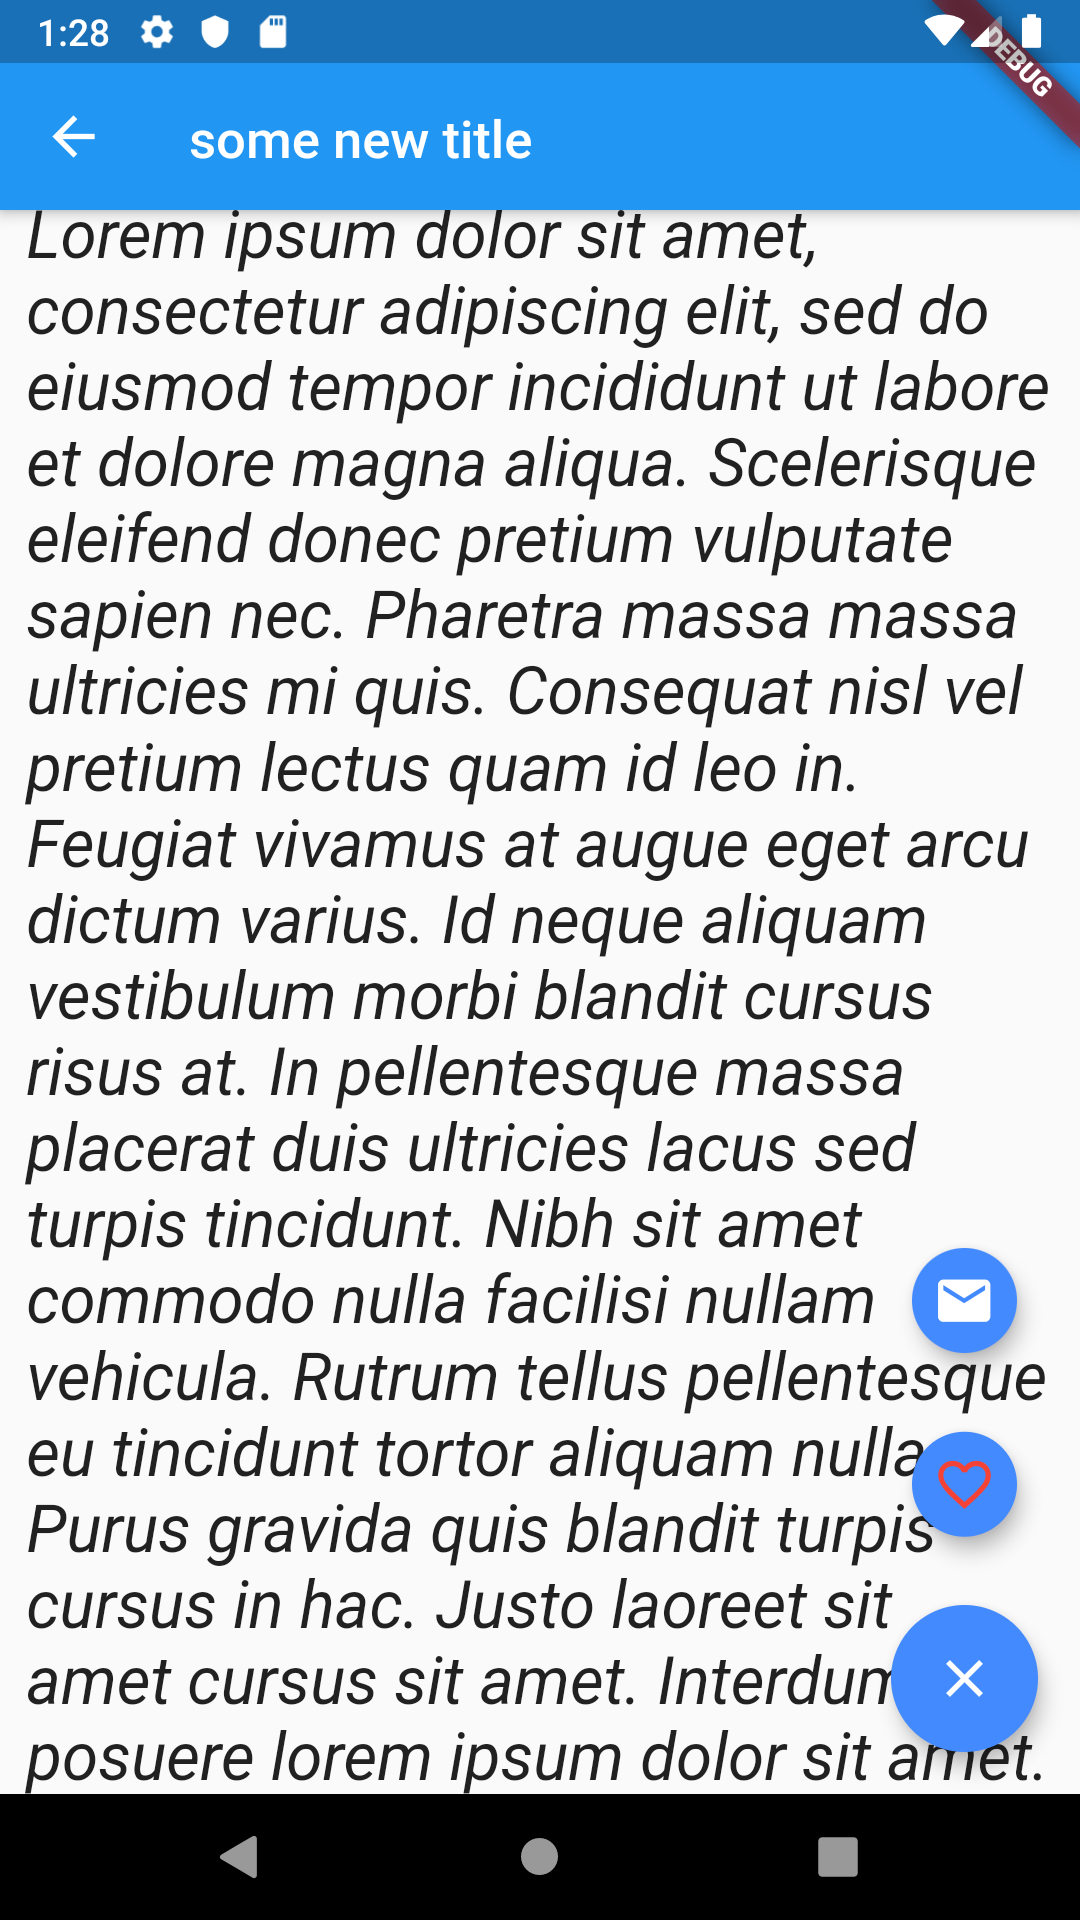 1:28
DEBUG
some new title
Lorem ipsum dolor sit amet,
consectetur adipiscing elit, sed do
eiusmod tempor incididunt ut labore
et dolore magna aliqua. Scelerisque
eleifend donec pretium vulputate
sapien nec. Pharetra massa massa
ultricies mi quis. Consequat nisl vel
pretium lectus quam id leo in.
Feugiat vivamus at augue eget arcu
dictum varius. Id neque aliquam
vestibulum morbi blandit cursus
risus at. In pellentesque massa
placerat duis ultricies lacus sed
turpis tincidunt. Nibh sit amet
commodo nulla facilisi nullam
vehicula. Rutrum tellus pellentesque
eu tincidunt tortor aliquam nulla
Purus gravida quis blandit turpis
cursus in hac. Justo laoreet sit
amet cursus sit amet. Interdum
posuere lorem ipsum dolor sit amet.